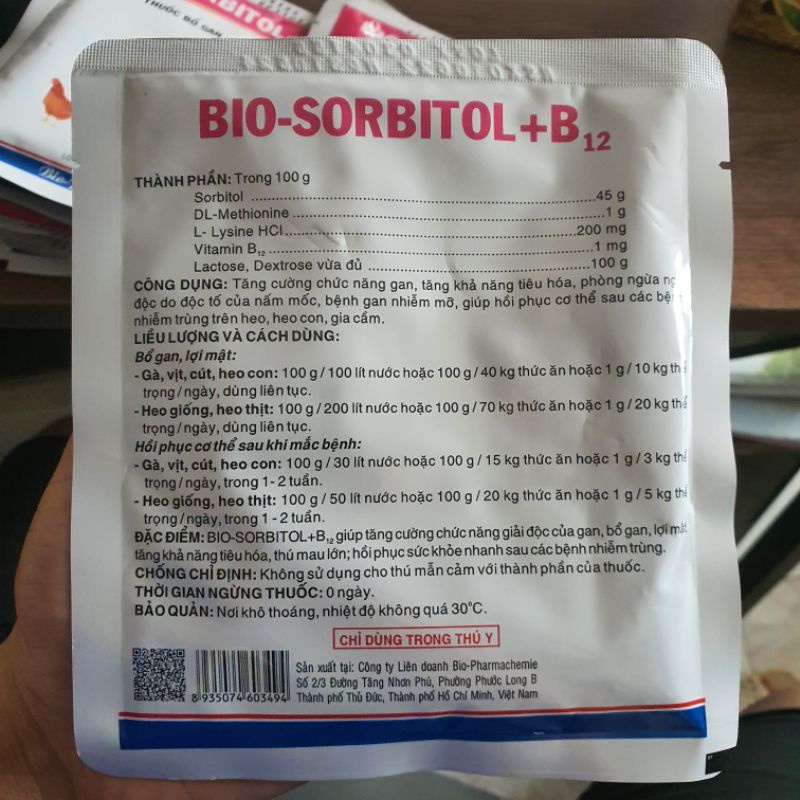 THUỐC BỔ GAN
BIO-SORBITOL+B12
THÀNH PHẦN: Trong 100 g
Sorbitol ........45 g
DL-Methionine ........1 g
L- Lysine HCl........200 mg
Vitamin B12 ........1 mg
Lactose, Dextrose vừa đủ ........100 g
CÔNG DỤNG: Tăng cường chức năng gan, tăng khả năng tiêu hóa, phòng ngừa
độc do độc tố của nấm mốc, bệnh gan nhiễm mỡ, giúp hồi phục cơ thể sau các
nhiễm trùng trên heo, heo con, gia cầm.
LIỀU LƯỢNG VÀ CÁCH DÙNG:
Bổ gan, lợi mật:
- Gà, vịt, cút, heo con: 100 g / 100 lít nước hoặc 100 g / 40 kg thức ăn hoặc 1 g / 10 kg
trọng / ngày, dùng liên tục.
- Heo giống, heo thịt: 100 g / 200 lít nước hoặc 100 g / 70 kg thức ăn hoặc 1 g / 20 kg thể
trọng / ngày, dùng liên tục.
Hồi phục cơ thể sau khi mắc bệnh:
- Gà, vịt, cút, heo con: 100 g / 30 lít nước hoặc 100 g / 15 kg thức ăn hoặc 1 g / 3 kg thể
trọng / ngày, trong 1 - 2 tuần.
- Heo giống, heo thịt: 100 g / 50 lít nước hoặc 100 g / 20 kg thức ăn hoặc 1 g / 5 kg thể
trọng / ngày, trong 1 - 2 tuần.
ĐẶC ĐIỂM: BIO-SORBITOL+B12 giúp tăng cường chức năng giải độc của gan, bổ gan, lợi mật,
tăng khả năng tiêu hóa, thú mau lớn; hồi phục sức khỏe nhanh sau các bệnh nhiễm trùng.
CHỐNG CHỈ ĐỊNH: Không sử dụng cho thú mẫn cảm với thành phần của thuốc.
THỜI GIAN NGỪNG THUỐC: 0 ngày.
BẢO QUẢN: Nơi khô thoáng, nhiệt độ không quá 30°C.
CHỈ DÙNG TRONG THÚ Y
Sản xuất tại: Công ty Liên doanh Bio-Pharmachemie
Số 2/3 Đường Tăng Nhơn Phú, Phường Phước Long B
Thành phố Thủ Đức, Thành phố Hồ Chí Minh, Việt Nam
8 935074 603494